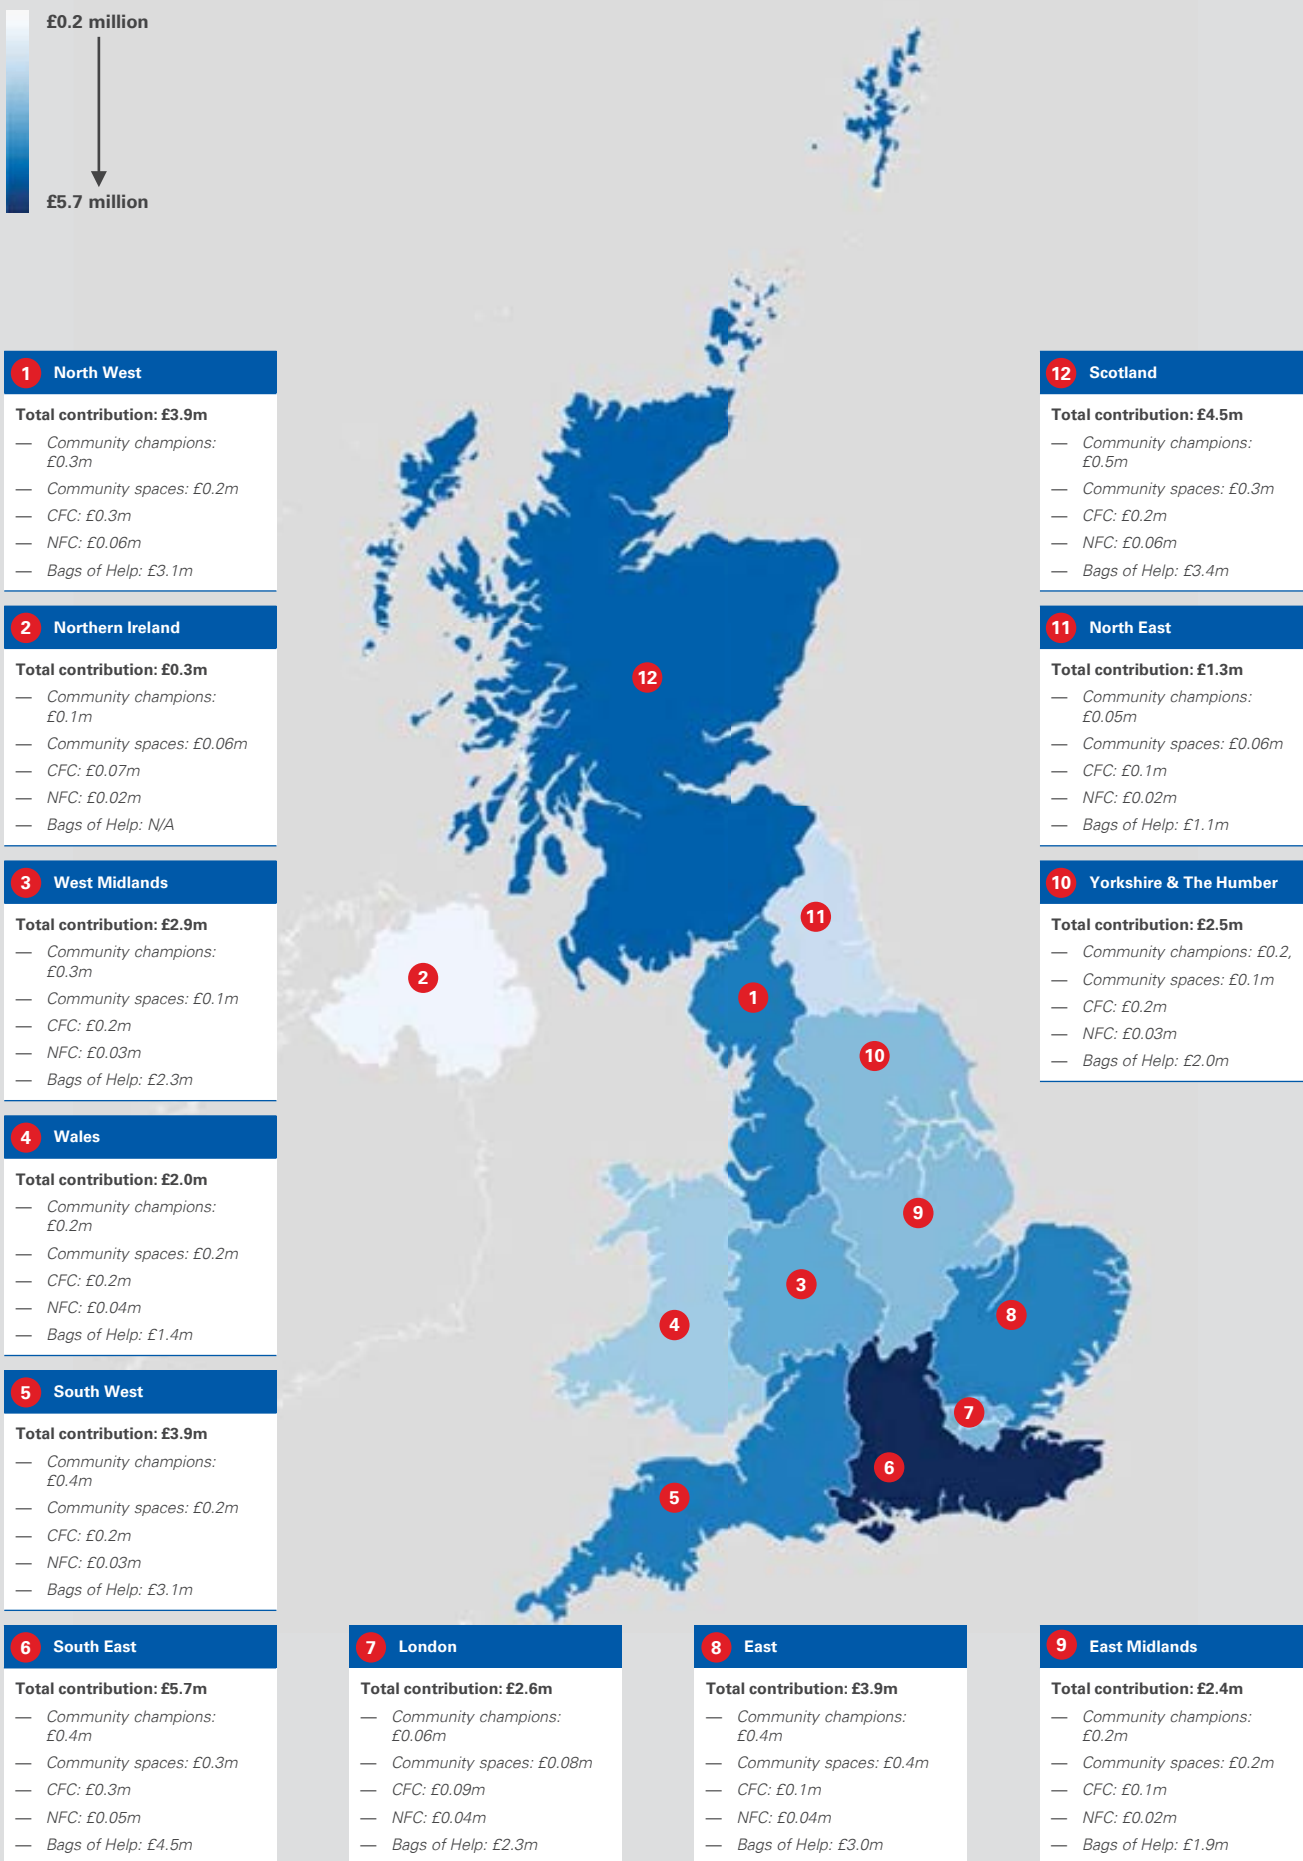 £0.2 million
£5.7 million
1 North West
Total contribution: £3.9m
— Community champions:
£0.3m
— Community spaces: £0.2m
— CFC: £0.3m
— NFC: £0.06m
— Bags of Help: £3.1m
2 Northern Ireland
Total contribution: £0.3m
— Community champions:
£0.1m
— Community spaces: £0.06m
— CFC: £0.07m
— NFC: £0.02m
— Bags of Help: N/A
3 West Midlands
Total contribution: £2.9m
— Community champions:
£0.3m
— Community spaces: £0.1m
— CFC: £0.2m
— NFC: £0.03m
— Bags of Help: £2.3m
4 Wales
Total contribution: £2.0m
— Community champions:
£0.2m
— Community spaces: £0.2m
— CFC: £0.2m
— NFC: £0.04m
— Bags of Help: £1.4m
5 South West
Total contribution: £3.9m
— Community champions:
£0.4m
— Community spaces: £0.2m
— CFC: £0.2m
— NFC: £0.03m
— Bags of Help: £3.1m
6 South East
Total contribution: £5.7m
— Community champions:
£0.4m
— Community spaces: £0.3m
— CFC: £0.3m
— NFC: £0.05m
— Bags of Help: £4.5m
7 London
Total contribution: £2.6m
— Community champions:
£0.06m
— Community spaces: £0.08m
— CFC: £0.09m
— NFC: £0.04m
— Bags of Help: £2.3m
8 East
Total contribution: £3.9m
— Community champions:
£0.4m
— Community spaces: £0.4m
— CFC: £0.1m
— NFC: £0.04m
— Bags of Help: £3.0m
9 East Midlands
Total contribution: £2.4m
— Community champions:
£0.2m
— Community spaces: £0.2m
— CFC: £0.1m
— NFC: £0.02m
— Bags of Help: £1.9m
10 Yorkshire & The Humber
Total contribution: £2.5m
— Community champions: £0.2,
— Community spaces: £0.1m
— CFC: £0.2m
— NFC: £0.03m
— Bags of Help: £2.0m
11 North East
Total contribution: £1.3m
— Community champions:
£0.05m
— Community spaces: £0.06m
— CFC: £0.1m
— NFC: £0.02m
— Bags of Help: £1.1m
12 Scotland
Total contribution: £4.5m
— Community champions:
£0.5m
— Community spaces: £0.3m
— CFC: £0.2m
— NFC: £0.06m
— Bags of Help: £3.4m
12
11
2
1
10
9
3
8
4
7
6
5